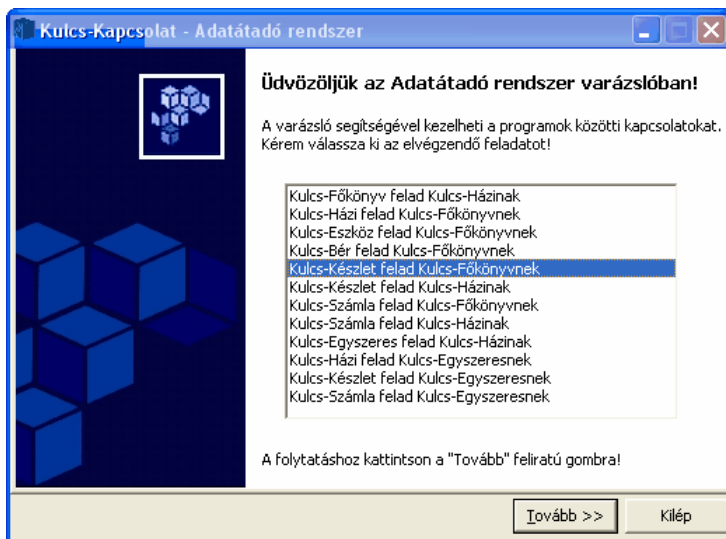 Kulcs-Kapcsolat - Adatátadó rendszer
Üdvözöljük az Adatátadó rendszer varázslóban!
A varázsló segítségével kezelheti a programok közötti kapcsolatokat.
Kérem válassza ki az elvégzendő feladatot!
Kulcs-Főkönyv felad Kulcs-Házinak
Kulcs-Házi felad Kulcs-Főkönyvnek
Kulcs-Eszköz felad Kulcs-Főkönyvnek
Kulcs-Bér felad Kulcs-Főkönyvnek
Kulcs-Készlet felad Kulcs-Főkönyvnek
Kulcs-Készlet felad Kulcs-Házinak
Kulcs-Számla felad Kulcs-Főkönyvnek
Kulcs-Számla felad Kulcs-Házinak
Kulcs-Egyszeres felad Kulcs-Házinak
Kulcs-Házi felad Kulcs-Egyszeresnek
Kulcs-Készlet felad Kulcs-Egyszeresnek
Kulcs-Számla felad Kulcs-Egyszeresnek
A folytatáshoz kattintson a "Tovább" feliratú gombra!
Tovább >> Kilép